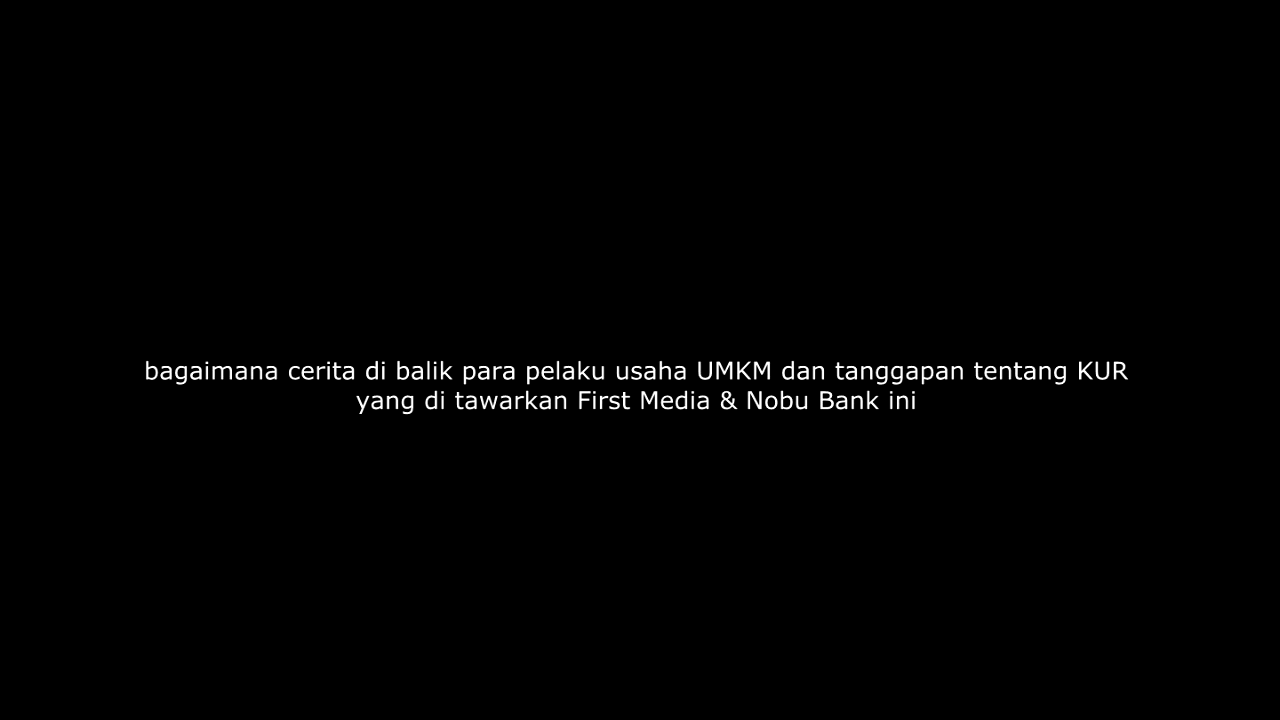 bagaimana cerita di balik para pelaku usaha UMKM dan tanggapan tentang KUR
yang di tawarkan First Media & Nobu Bank ini